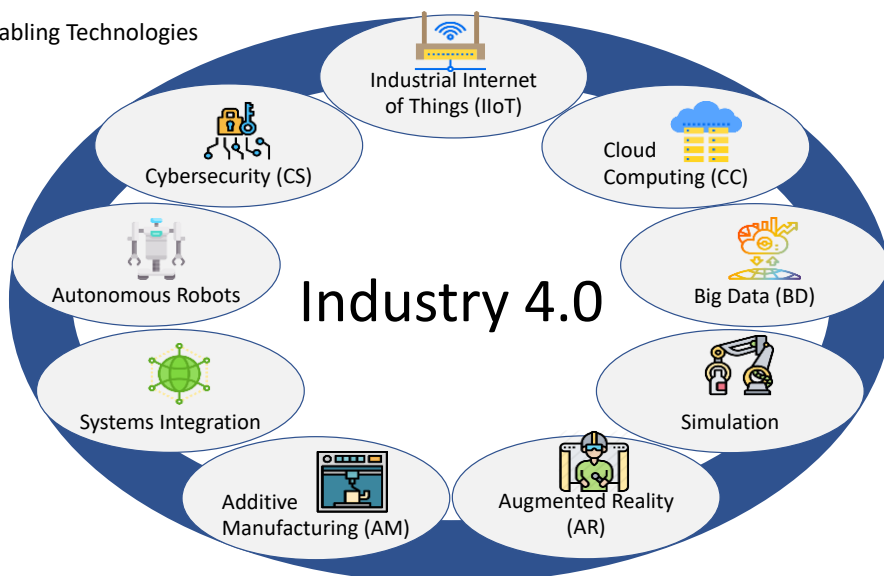 abling Technologies
Industrial Internet
of Things (IIoT)
Cybersecurity (CS)
Cloud
Computing (CC)
Autonomous Robots
Industry 4.0
Big Data (BD)
Systems Integration
Simulation
Additive
Manufacturing (AM)
Augmented Reality
(AR)